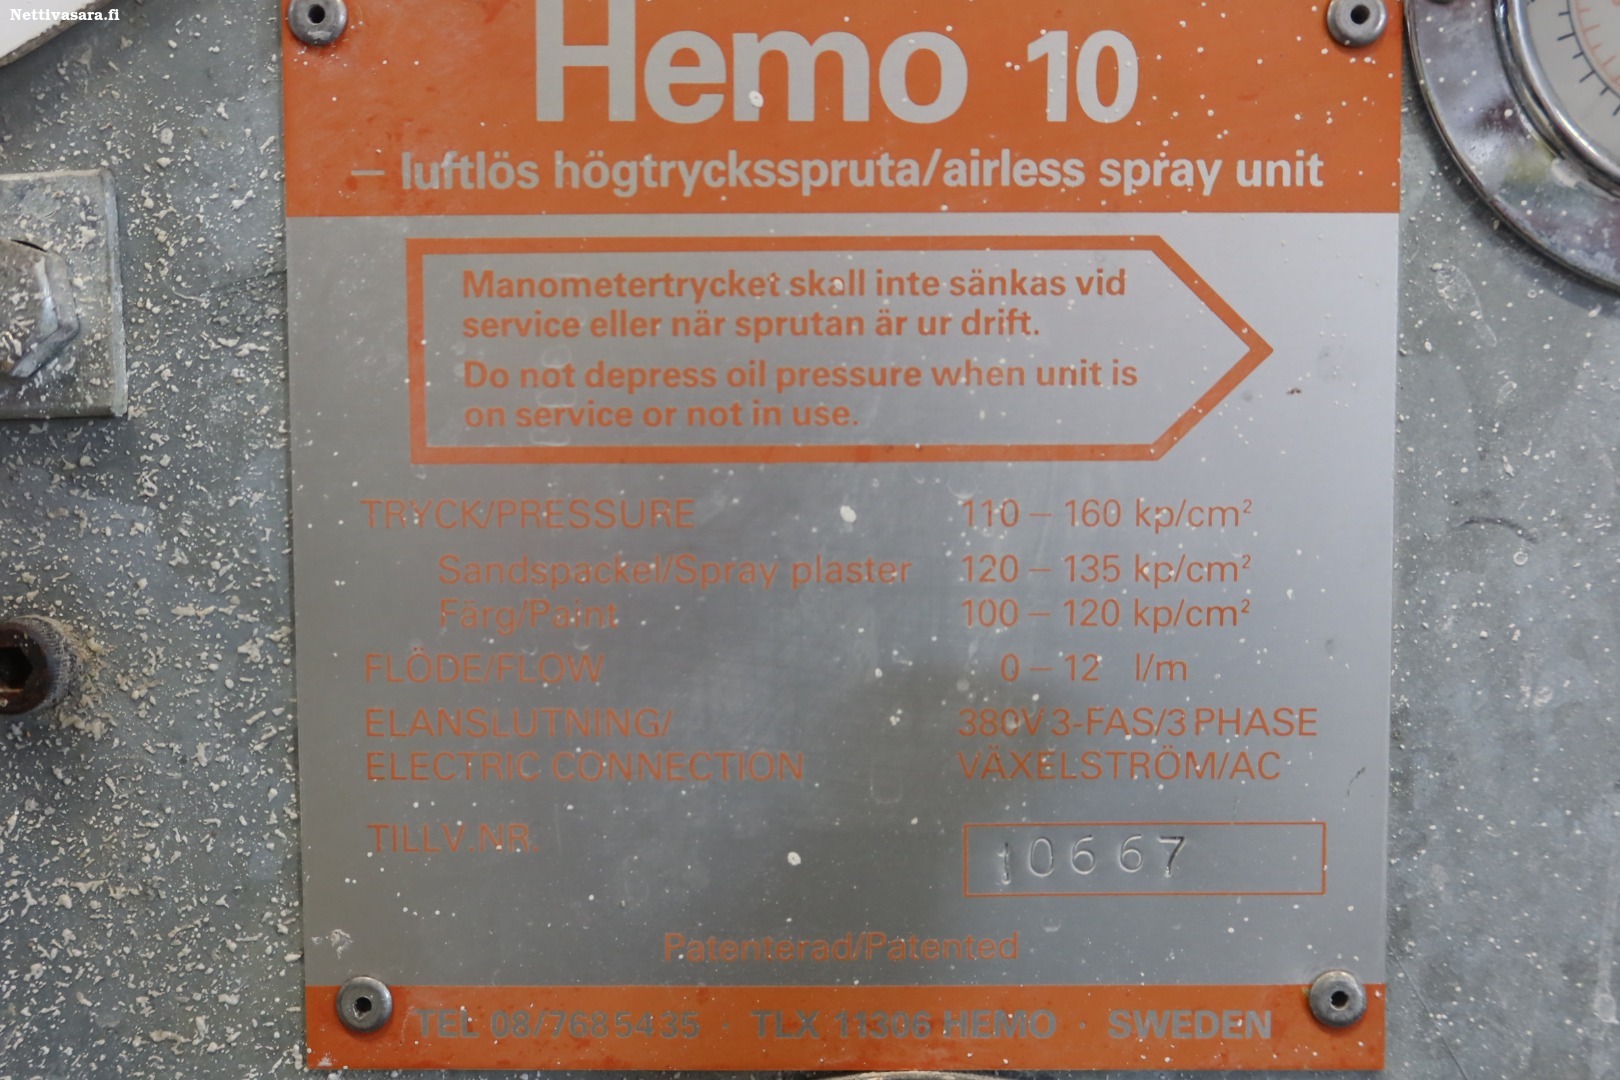 Nettivasara.fi
Hemo 10
– luftlös högtrycksspruta/airless spray unit
Manometertrycket skall inte sänkas vid
service eller när sprutan är ur drift.
Do not depress oil pressure when unit is
on service or not in use.
TRYCK/PRESSURE 110 – 160 kp/cm²
Sandspackel/Spray plaster 120 – 135 kp/cm²
Färg/Paint 100 – 120 kp/cm²
FLÖDE/FLOW 0 – 12 l/m
ELANSLUTNING/ 380V 3-FAS/3 PHASE
ELECTRIC CONNECTION VÄXELSTRÖM/AC
TILLV.NR. 10667
Patenterad/Patented
TEL 08/7685435 · TLX 11306 HEMO · SWEDEN